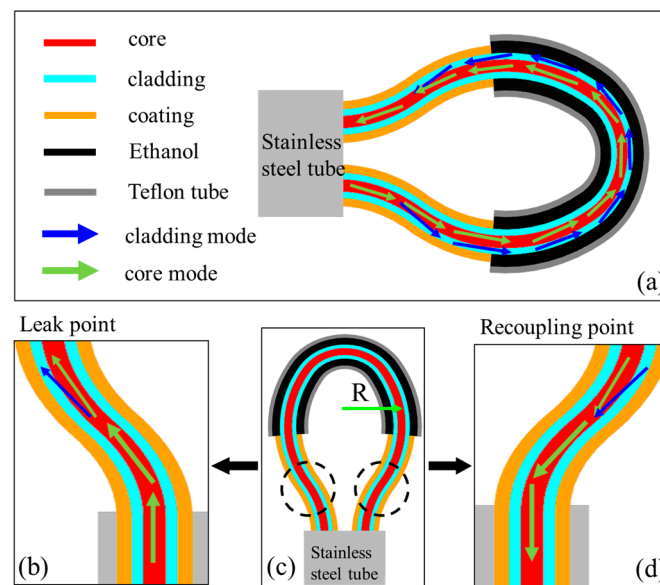 core
cladding
coating
Ethanol
Teflon tube
cladding mode
core mode
Stainless
steel tube
(a)
Leak point
Recoupling point
R
(b)
(c)
Stainless
steel tube
(d)